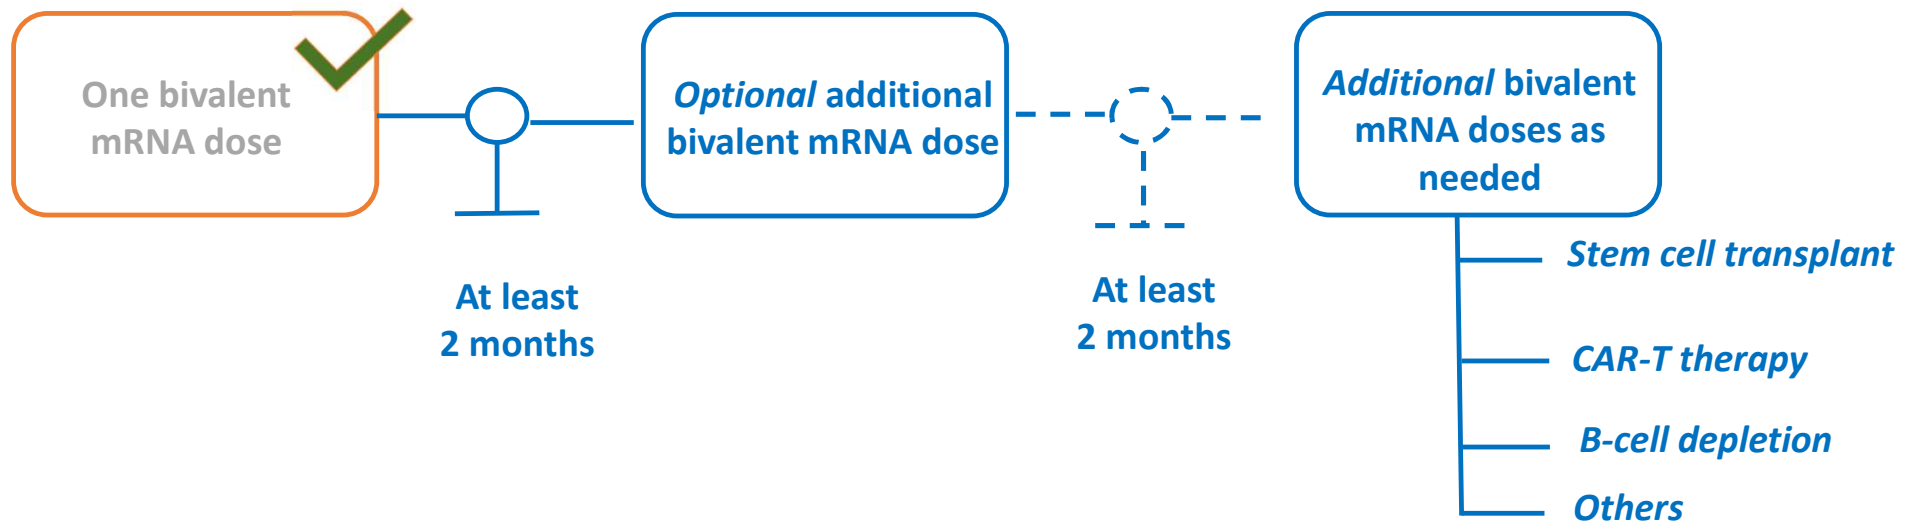 One bivalent
mRNA dose
At least
2 months
Optional additional
bivalent mRNA dose
At least
2 months
Additional bivalent
mRNA doses as
needed
Stem cell transplant
CAR-T therapy
B-cell depletion
Others